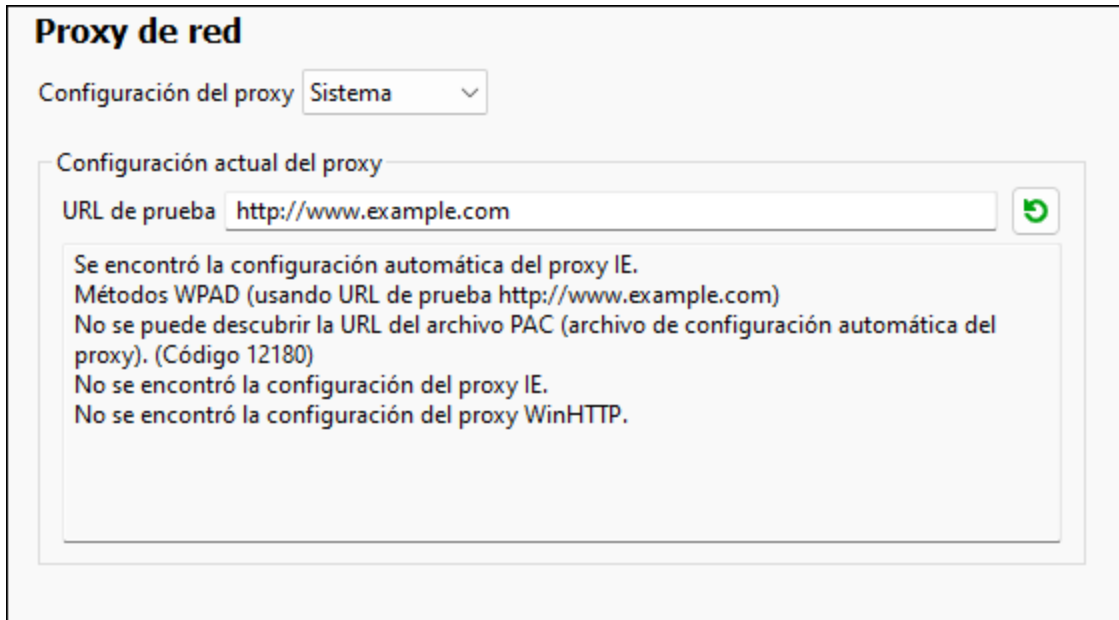 Proxy de red
Configuración del proxy Sistema
Configuración actual del proxy
URL de prueba http://www.example.com
Se encontró la configuración automática del proxy IE.
Métodos WPAD (usando URL de prueba http://www.example.com)
No se puede descubrir la URL del archivo PAC (archivo de configuración automática del
proxy). (Código 12180)
No se encontró la configuración del proxy IE.
No se encontró la configuración del proxy WinHTTP.